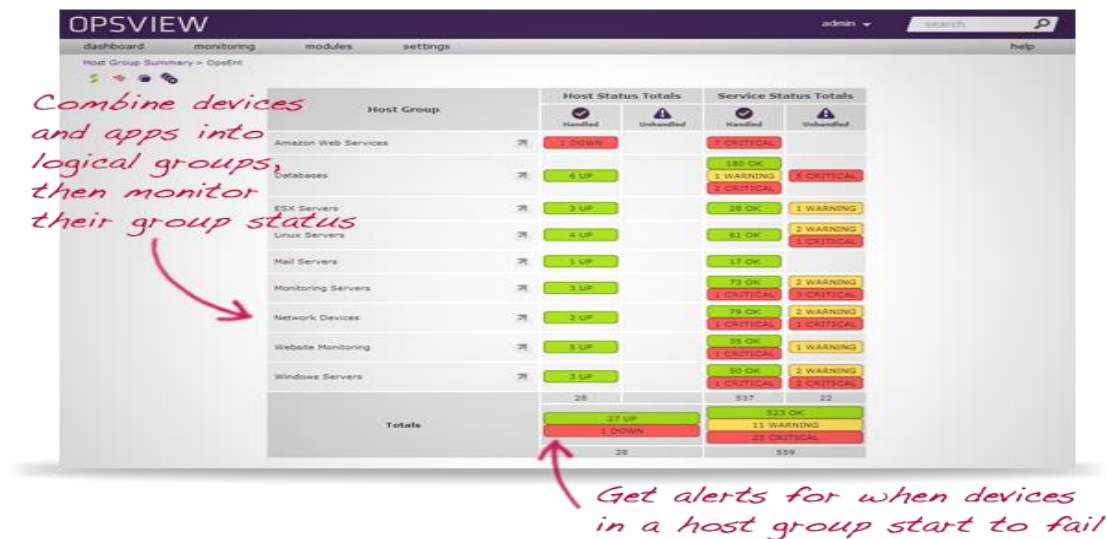 OPSVIEW
admin
search
dashboard monitoring modules settings help
Host Group Summary > OpsEnt
Combine devices
and apps into
logical groups,
then monitor
their group status
Host Group Host Status Totals Service Status Totals
Handled Unhandled Handled Unhandled
Amazon Web Services 1 DOWN 7 CRITICAL
Databases 6 UP 180 OK
1 WARNING
2 CRITICAL
5 CRITICAL
ESX Servers 3 UP 28 OK 1 WARNING
Linux Servers 4 UP 61 OK 2 WARNING
1 CRITICAL
Mail Servers 1 UP 17 OK
Monitoring Servers 3 UP 73 OK 2 WARNING
1 CRITICAL 3 CRITICAL
Network Devices 2 UP 79 OK 2 WARNING
1 CRITICAL 1 CRITICAL
Website Monitoring 5 UP 35 OK 1 WARNING
1 CRITICAL
Windows Servers 3 UP 50 OK 2 WARNING
1 CRITICAL 2 CRITICAL
28 537 22
Totals 27 UP 523 OK
1 DOWN 11 WARNING
25 CRITICAL
28 559
Get alerts for when devices
in a host group start to fail